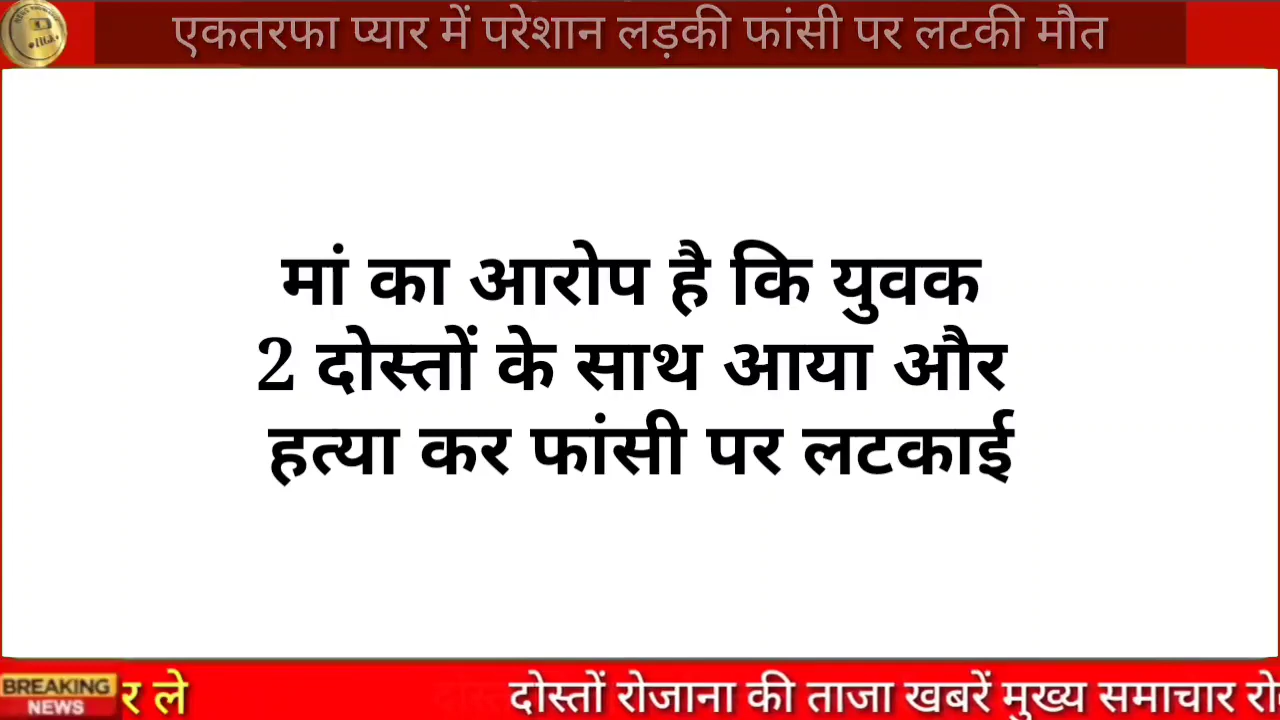 एकतरफा प्यार में परेशान लड़की फांसी पर लटकी मौत
मां का आरोप है कि युवक
2 दोस्तों के साथ आया और
हत्या कर फांसी पर लटकाई
BREAKING
NEWS
र ले
दोस्तों रोजाना की ताजा खबरें मुख्य समाचार रो